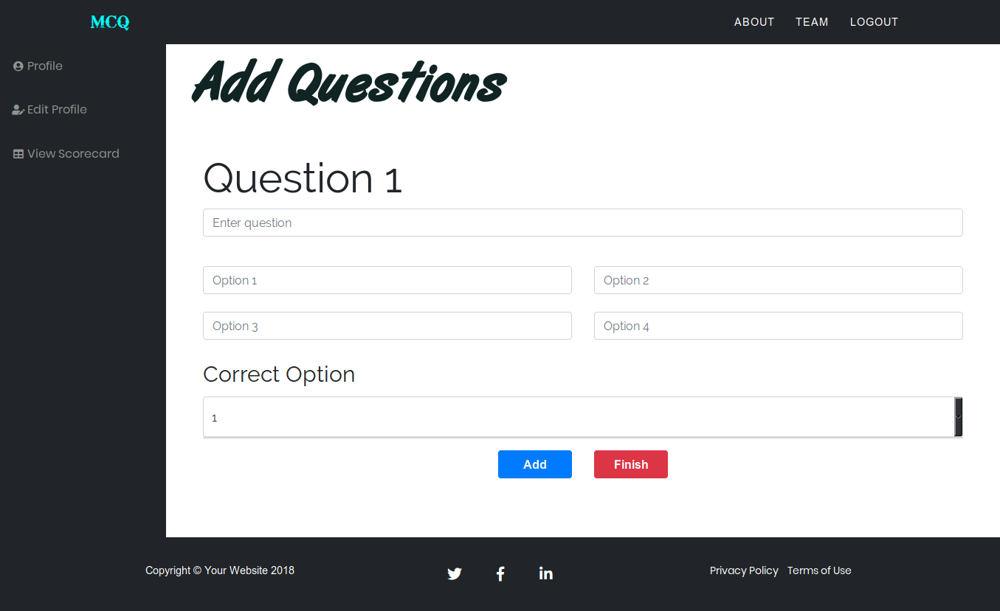 MCQ
ABOUT TEAM LOGOUT
Profile
Edit Profile
View Scorecard
Add Questions
Question 1
Enter question
Option 1 Option 2
Option 3 Option 4
Correct Option
1
Add Finish
Copyright © Your Website 2018
Privacy Policy Terms of Use